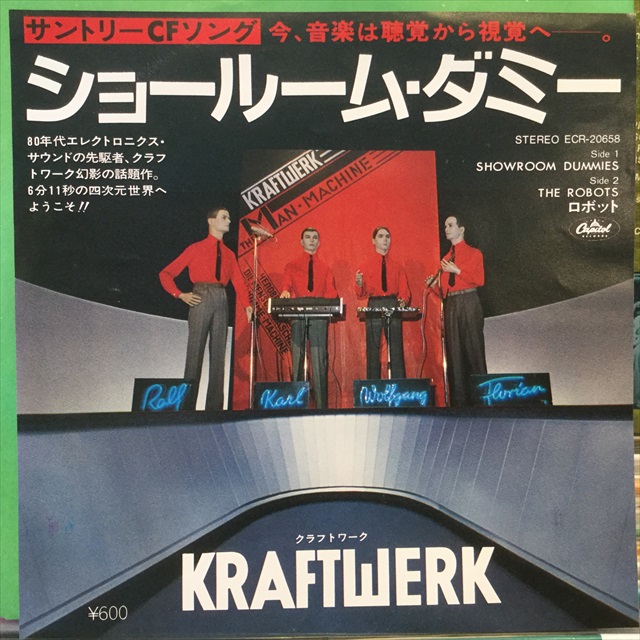 サントリーCFソング 今、音楽は聴覚から視覚へ——。
ショールーム・ダミー
80年代エレクトロニクス・
サウンドの先駆者、クラフ
トワーク幻影の話題作。
6分11秒の四次元世界へ
ようこそ!!
STEREO ECR-20658
Side 1
SHOWROOM DUMMIES
Side 2
THE ROBOTS
ロボット
Capitol
RECORDS
KRAFTWERK
THE MAN·MACHINE
MACHINE
Ralf
Karl
Wolfgang
Florian
クラフトワーク
KRAFTWERK
¥600